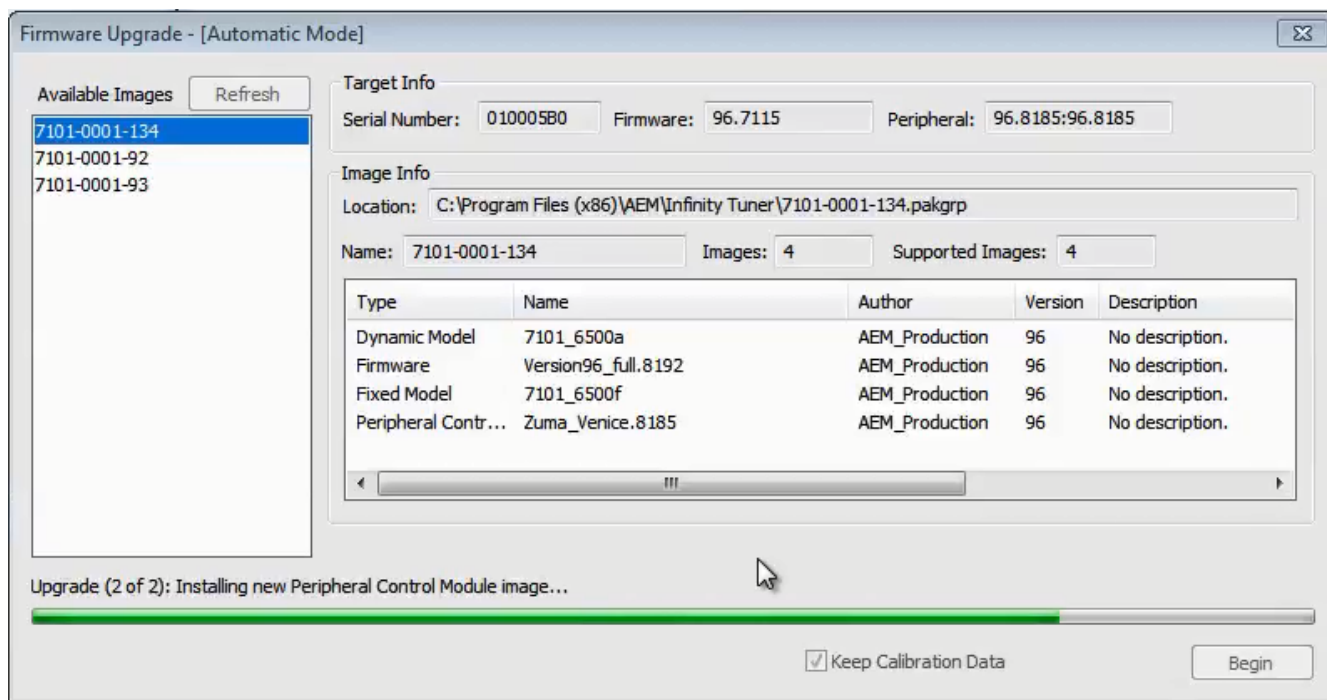 Firmware Upgrade - [Automatic Mode]
Available Images Refresh
7101-0001-134
7101-0001-92
7101-0001-93
Target Info
Serial Number: 010005B0 Firmware: 96.7115 Peripheral: 96.8185:96.8185
Image Info
Location: C:\Program Files (x86)\AEM\Infinity Tuner\7101-0001-134.pakgrp
Name: 7101-0001-134 Images: 4 Supported Images: 4
Type Name Author Version Description
Dynamic Model 7101_6500a AEM_Production 96 No description.
Firmware Version96_full.8192 AEM_Production 96 No description.
Fixed Model 7101_6500f AEM_Production 96 No description.
Peripheral Contr... Zuma_Venice.8185 AEM_Production 96 No description.
Upgrade (2 of 2): Installing new Peripheral Control Module image...
Keep Calibration Data
Begin